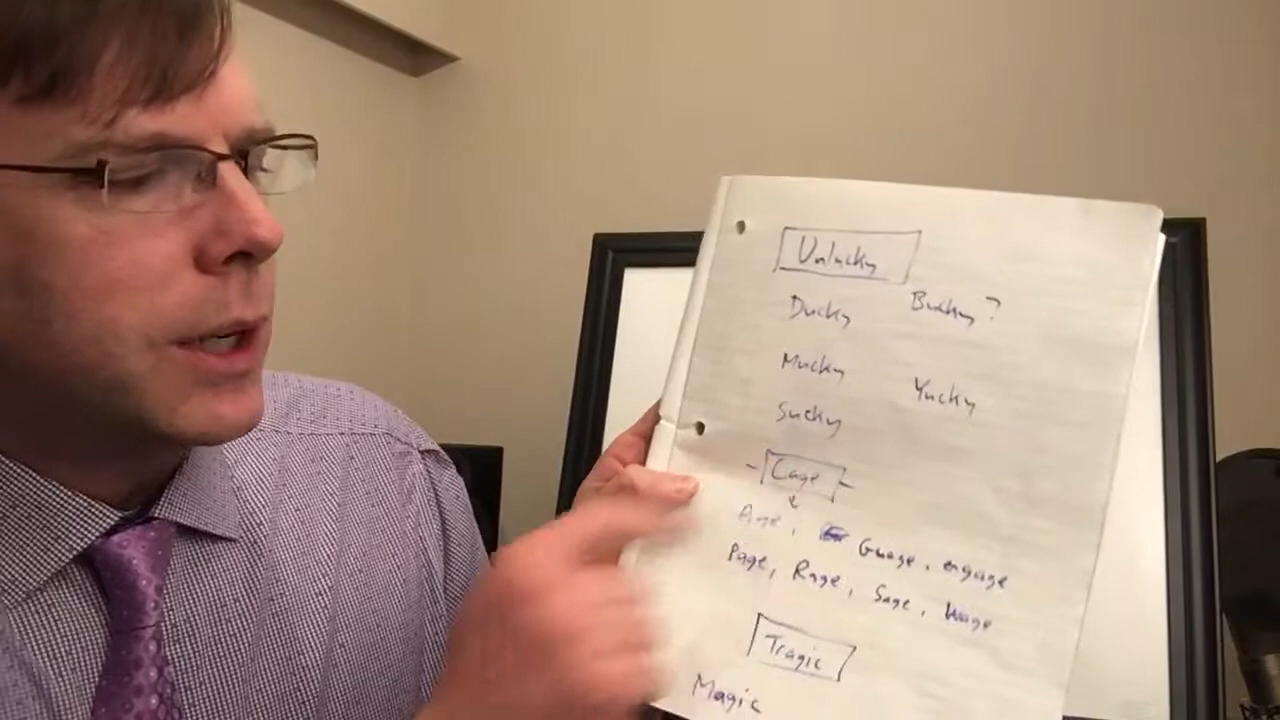 Unlucky
Ducky Bucky?
Mucky Yucky
Sucky
- Cage -
Age, Guage, engage
Page, Rage, Sage, Wage
Tragic
Magic